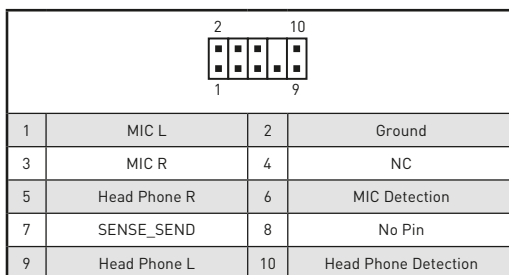 2 10
1 9
1 MIC L 2 Ground
3 MIC R 4 NC
5 Head Phone R 6 MIC Detection
7 SENSE_SEND 8 No Pin
9 Head Phone L 10 Head Phone Detection